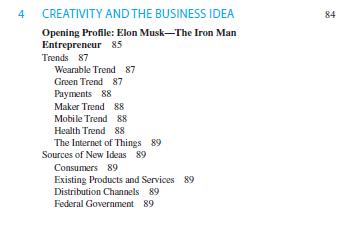 4 CREATIVITY AND THE BUSINESS IDEA 84
Opening Profile: Elon Musk—The Iron Man
Entrepreneur 85
Trends 87
Wearable Trend 87
Green Trend 87
Payments 88
Maker Trend 88
Mobile Trend 88
Health Trend 88
The Internet of Things 89
Sources of New Ideas 89
Consumers 89
Existing Products and Services 89
Distribution Channels 89
Federal Government 89